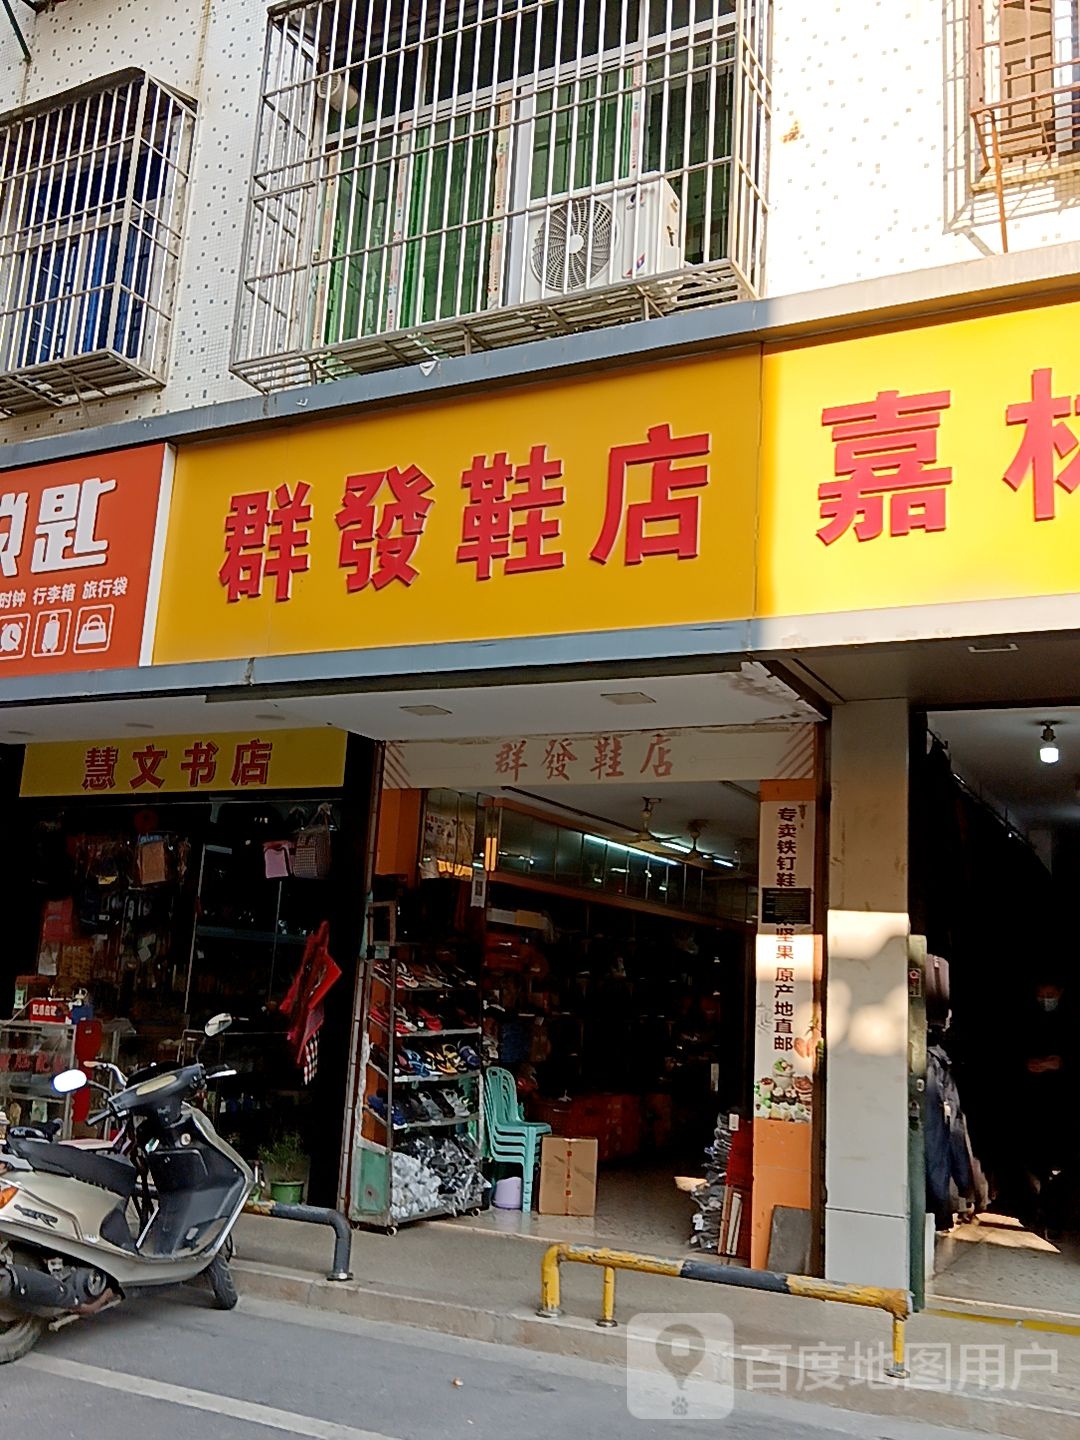 匙
时钟 行李箱 旅行袋
群發鞋店
嘉林
慧文书店
群發鞋店
专卖铁钉鞋
坚果 原产地直邮
百度地图用户